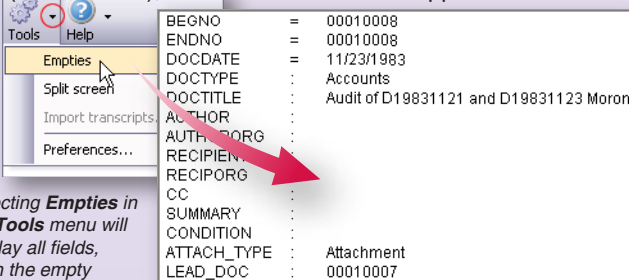 Tools Help
Empties
Split screen
Import transcripts
Preferences...
cting Empties in
Tools menu will
lay all fields,
n the empty
BEGNO = 00010008
ENDNO = 00010008
DOCDATE = 11/23/1983
DOCTYPE : Accounts
DOCTITLE : Audit of D19831121 and D19831123 Moron
AUTHOR :
AUTHORORG :
RECIPIENT :
RECIPORG :
CC :
SUMMARY :
CONDITION :
ATTACH_TYPE : Attachment
LEAD_DOC : 00010007